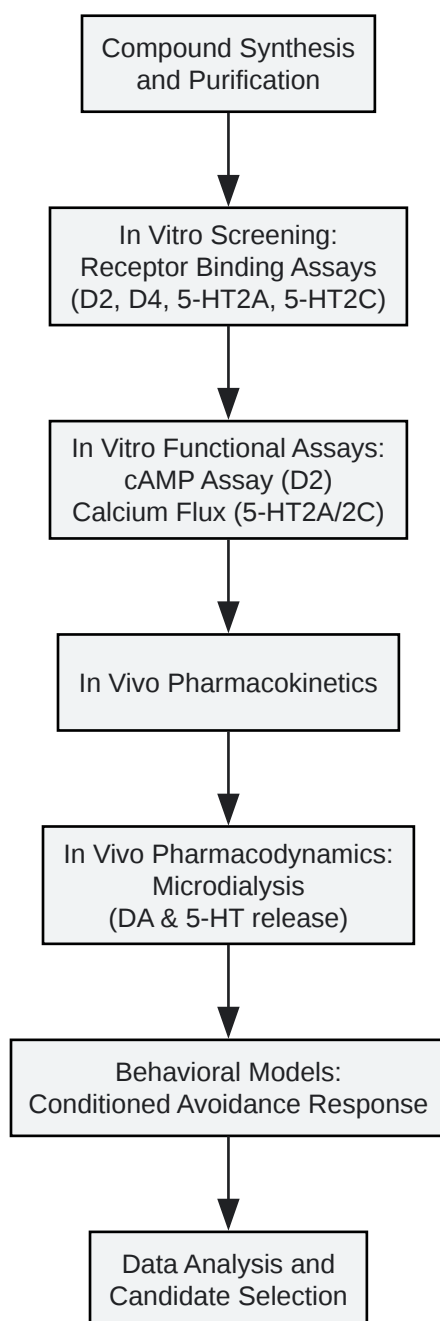 Compound Synthesis
and Purification
In Vitro Screening:
Receptor Binding Assays
(D2, D4, 5-HT2A, 5-HT2C)
In Vitro Functional Assays:
cAMP Assay (D2)
Calcium Flux (5-HT2A/2C)
In Vivo Pharmacokinetics
In Vivo Pharmacodynamics:
Microdialysis
(DA & 5-HT release)
Behavioral Models:
Conditioned Avoidance Response
Data Analysis and
Candidate Selection